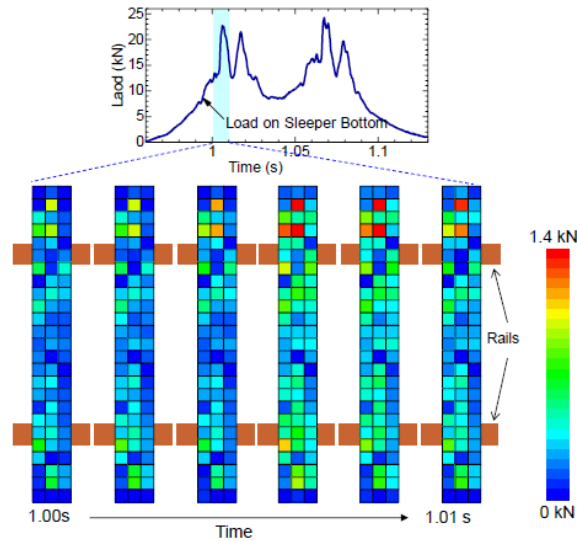 30
25
20
15
10
5
0
Laod (kN)
Load on Sleeper Bottom
1 1.05 1.1
Time (s)
1.4 kN
Rails
0 kN
1.00s 1.01 s
Time